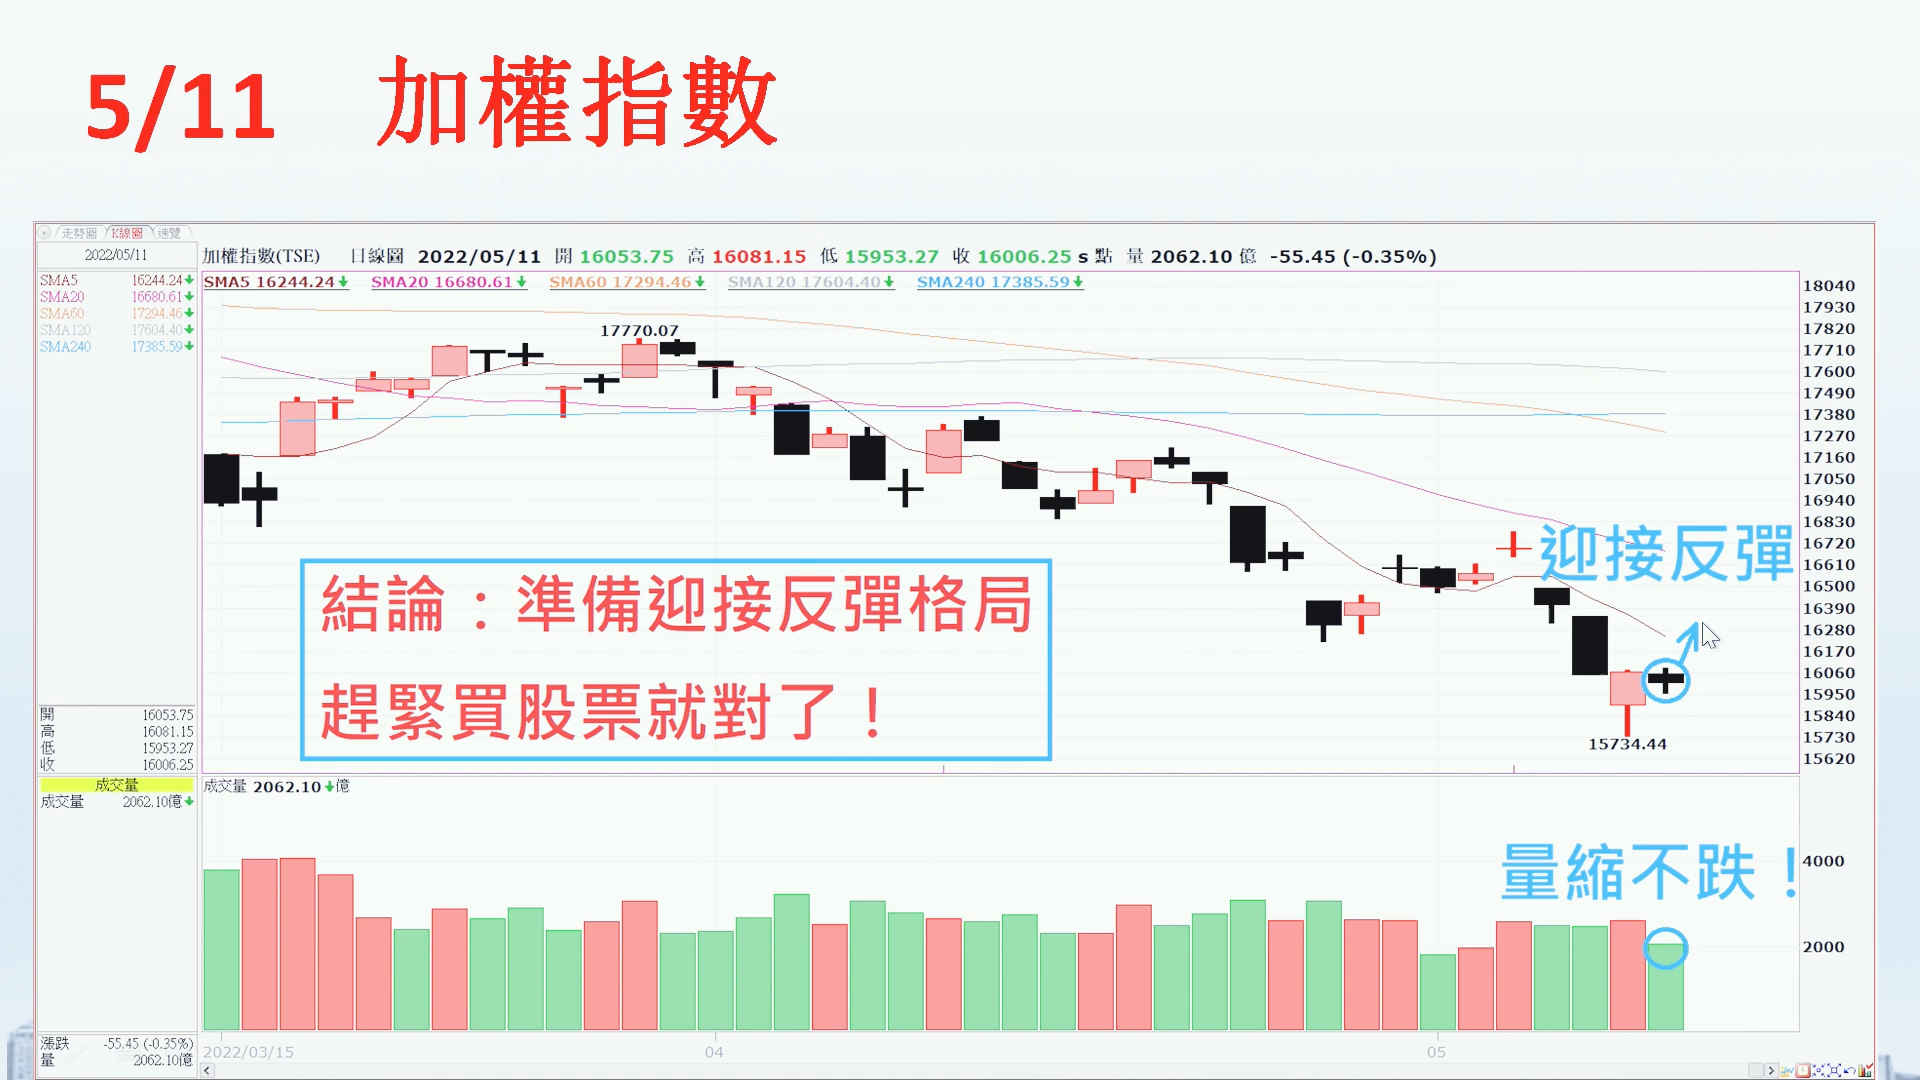 5/11 加權指數
走勢圖 K線圖 速覽
2022/05/11
加權指數(TSE) 日線圖 2022/05/11 開 16053.75 高 16081.15 低 15953.27 收 16006.25 s 點 量 2062.10 億 -55.45 (-0.35%)
SMA5 16244.24 SMA20 16680.61 SMA60 17294.46 SMA120 17604.40 SMA240 17385.59
SMA5 16244.24
SMA20 16680.61
SMA60 17294.46
SMA120 17604.40
SMA240 17385.59
18040
17930
17820
17710
17600
17490
17380
17270
17160
17050
16940
16830
16720
16610
16500
16390
16280
16170
16060
15950
15840
15730
15620
17770.07
迎接反彈
結論：準備迎接反彈格局
趕緊買股票就對了！
15734.44
開 16053.75
高 16081.15
低 15953.27
收 16006.25
成交量
成交量 2062.10億
成交量 2062.10 億
量縮不跌！
4000
2000
漲跌 -55.45 (-0.35%)
量 2062.10億
2022/03/15 04 05